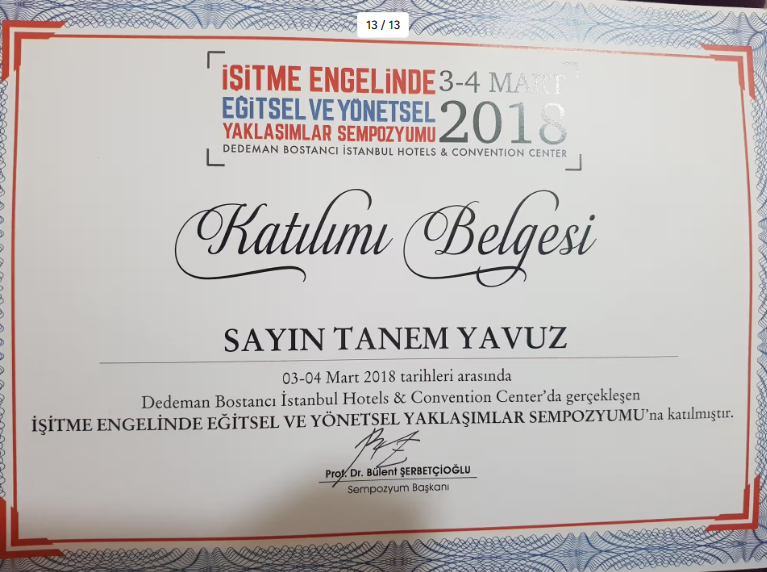 13 / 13
İŞİTME ENGELİNDE
EĞİTSEL VE YÖNETSEL
YAKLAŞIMLAR SEMPOZYUMU
3-4 MART
2018
DEDEMAN BOSTANCI İSTANBUL HOTELS & CONVENTION CENTER
Katılımı Belgesi
SAYIN TANEM YAVUZ
03-04 Mart 2018 tarihleri arasında
Dedeman Bostancı İstanbul Hotels & Convention Center'da gerçekleşen
İŞİTME ENGELİNDE EĞİTSEL VE YÖNETSEL YAKLAŞIMLAR SEMPOZYUMU'na katılmıştır.
Prof. Dr. Bülent ŞERBETÇİOĞLU
Sempozyum Başkanı